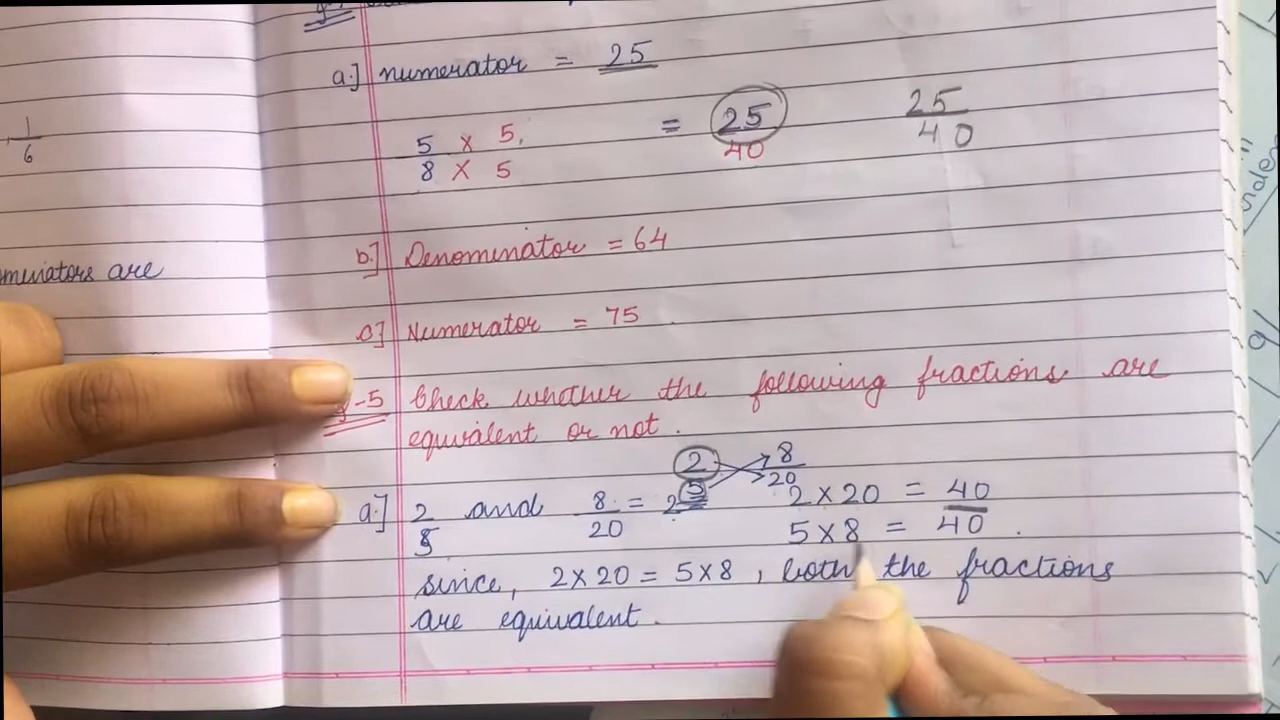 1
6
minators are
a.] numerator = 25
5 × 5 = 25 25
8 × 5 40 40
b.] Denominator = 64
c.] Numerator = 75
-5 Check whether the following fractions are
equivalent or not.
2 8
5 20
a.] 2 and 8 = 2 2 × 20 = 40
5 20 5 × 8 = 40
since, 2 × 20 = 5 × 8, both the fractions
are equivalent.